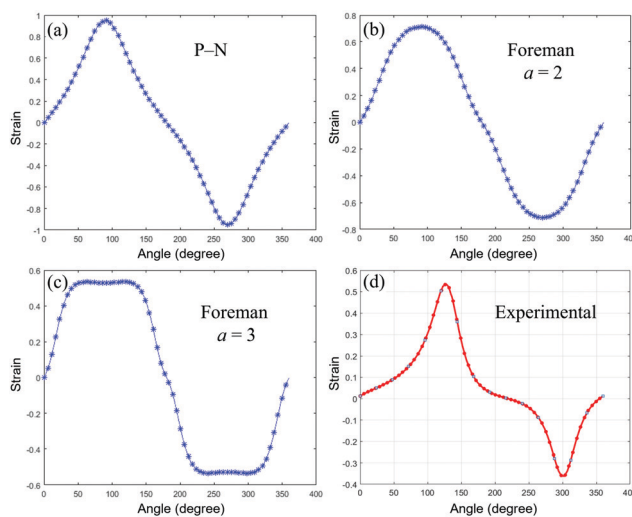 (a)
P–N
1
0.8
0.6
0.4
0.2
0
-0.2
-0.4
-0.6
-0.8
-1
0 50 100 150 200 250 300 350 400
Strain
Angle (degree)
(b)
Foreman
a = 2
0.8
0.6
0.4
0.2
0
-0.2
-0.4
-0.6
-0.8
0 50 100 150 200 250 300 350 400
Strain
Angle (degree)
(c)
Foreman
a = 3
0.6
0.4
0.2
0
-0.2
-0.4
-0.6
0 50 100 150 200 250 300 350 400
Strain
Angle (degree)
(d)
Experimental
0.6
0.5
0.4
0.3
0.2
0.1
0
-0.1
-0.2
-0.3
-0.4
0 50 100 150 200 250 300 350 400
Strain
Angle (degree)